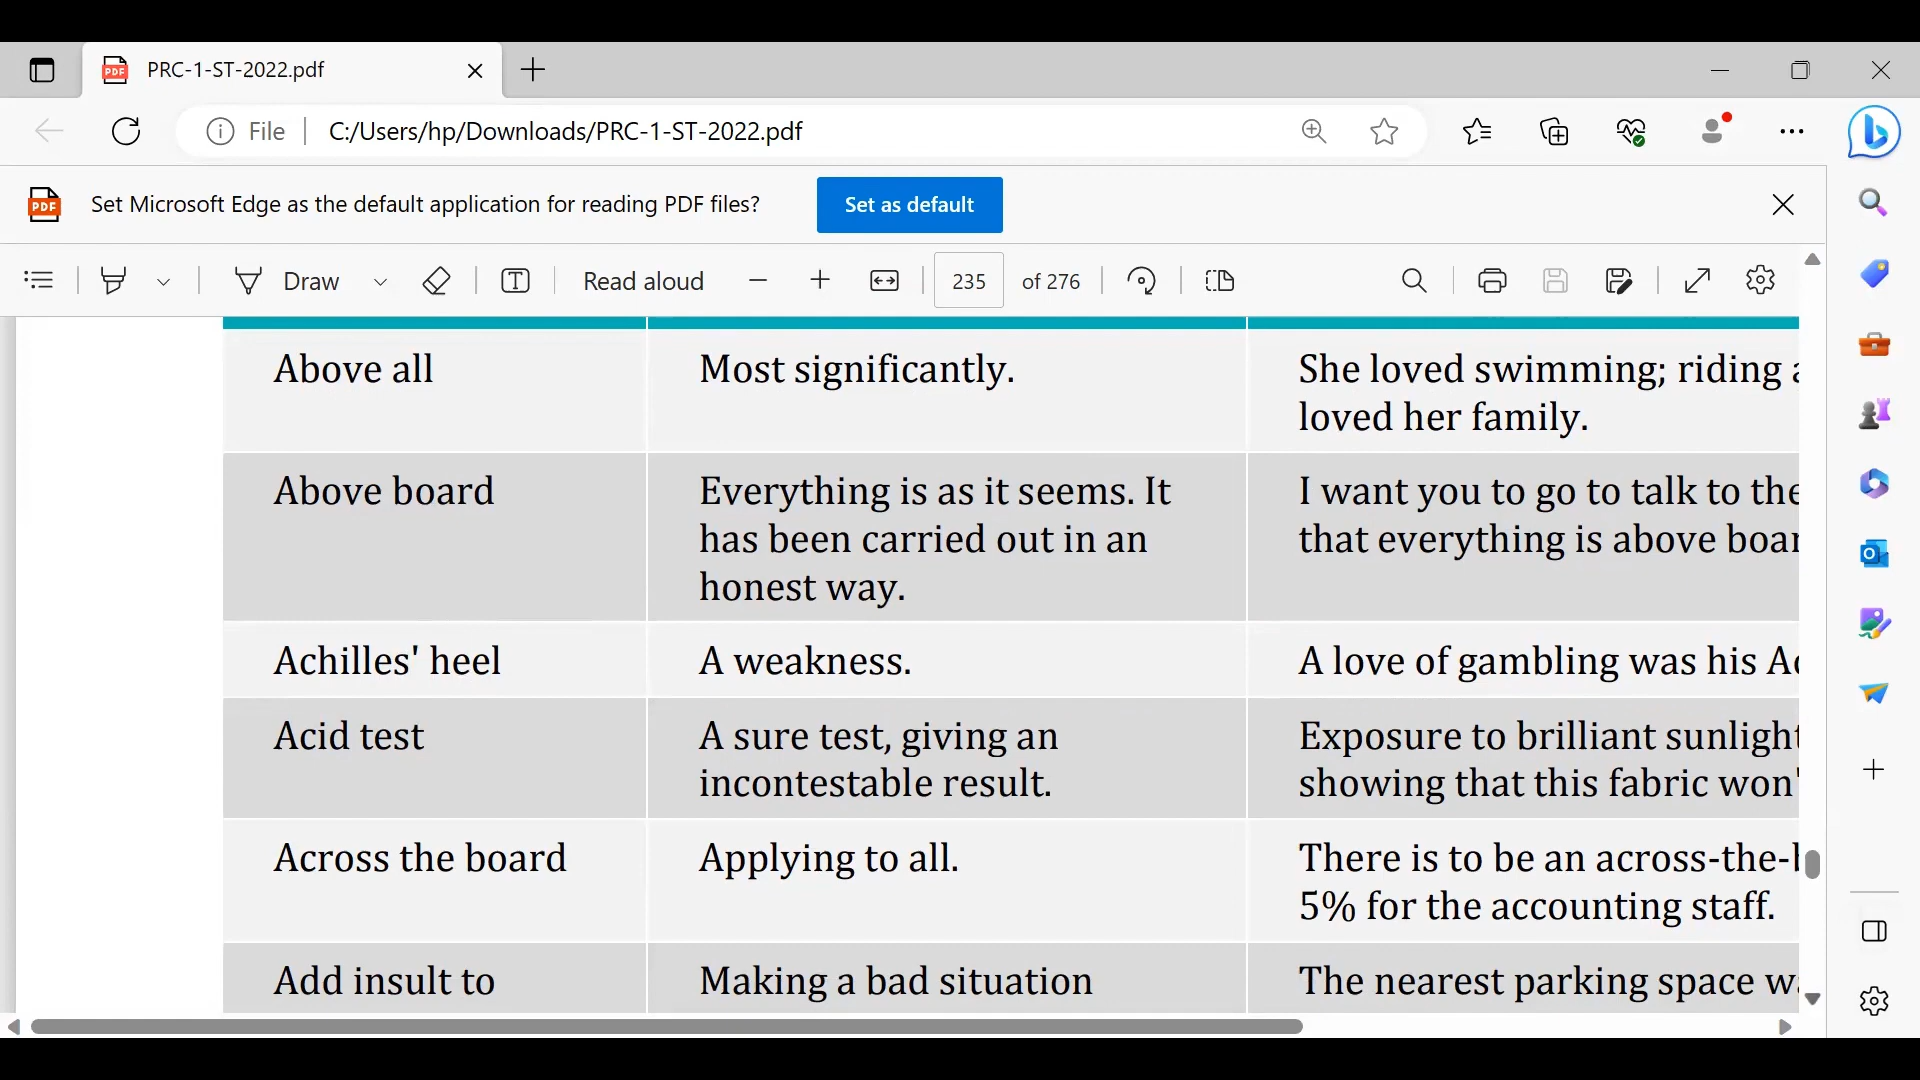 PRC-1-ST-2022.pdf
File C:/Users/hp/Downloads/PRC-1-ST-2022.pdf
Set Microsoft Edge as the default application for reading PDF files? Set as default
Draw Read aloud 235 of 276
Above all Most significantly. She loved swimming; riding
loved her family.
Above board Everything is as it seems. It I want you to go to talk to the
has been carried out in an that everything is above
honest way.
Achilles' heel A weakness. A love of gambling was his
Acid test A sure test, giving an Exposure to brilliant sunlight
incontestable result. showing that this fabric won'
Across the board Applying to all. There is to be an across-the-
5% for the accounting staff.
Add insult to Making a bad situation The nearest parking space